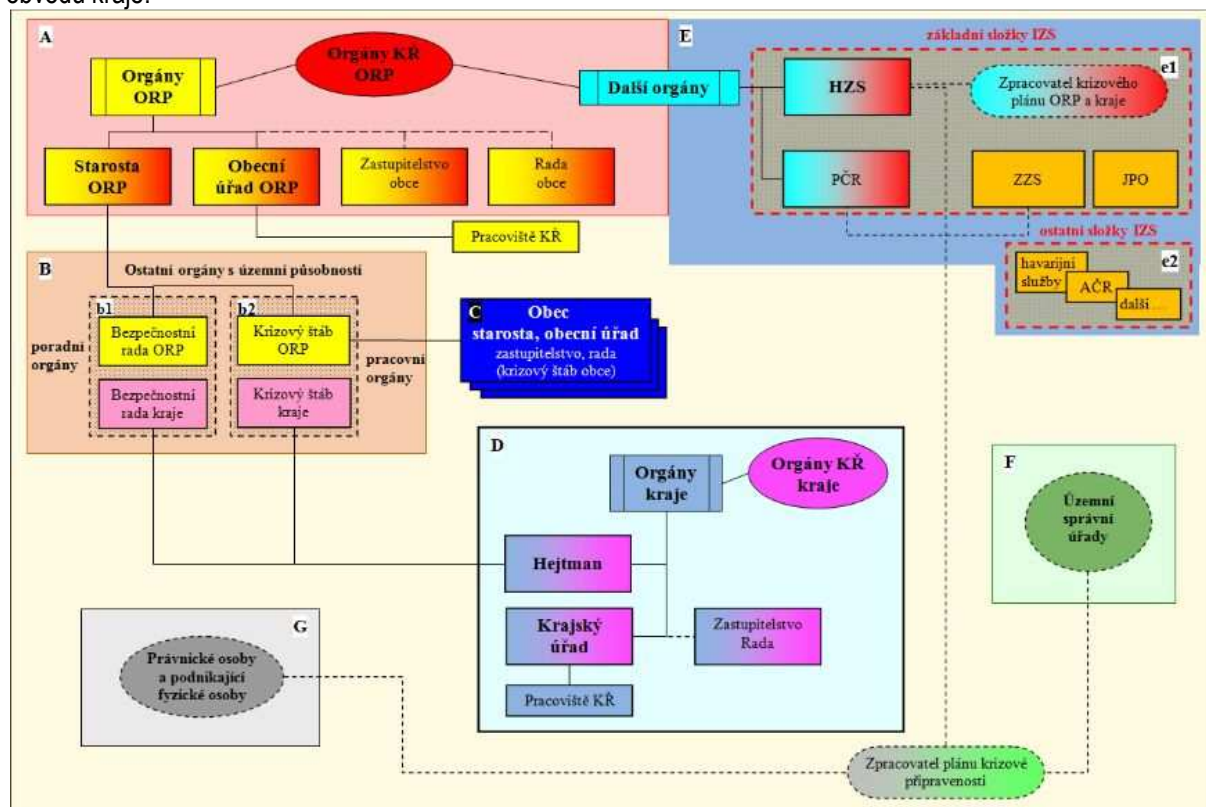 obvodu kraje.
A
Orgány KŘ
ORP
Orgány
ORP
Další orgány
Starosta
ORP
Obecní
úřad ORP
Zastupitelstvo
obce
Rada
obce
Pracoviště KŘ
E
základní složky IZS
e1
HZS
Zpracovatel krizového
plánu ORP a kraje
PČR
ZZS
JPO
ostatní složky IZS
e2
havarijní
služby
AČR
další ....
B
Ostatní orgány s územní působností
b1
b2
poradní
orgány
Bezpečnostní
rada ORP
Krizový štáb
ORP
pracovní
orgány
Bezpečnostní
rada kraje
Krizový štáb
kraje
C
Obec
starosta, obecní úřad
zastupitelstvo, rada
(krizový štáb obce)
D
Orgány
kraje
Orgány KŘ
kraje
Hejtman
Krajský
úřad
Zastupitelstvo
Rada
Pracoviště KŘ
F
Územní
správní
úřady
G
Právnické osoby
a podnikající
fyzické osoby
Zpracovatel plánu krizové
připravenosti